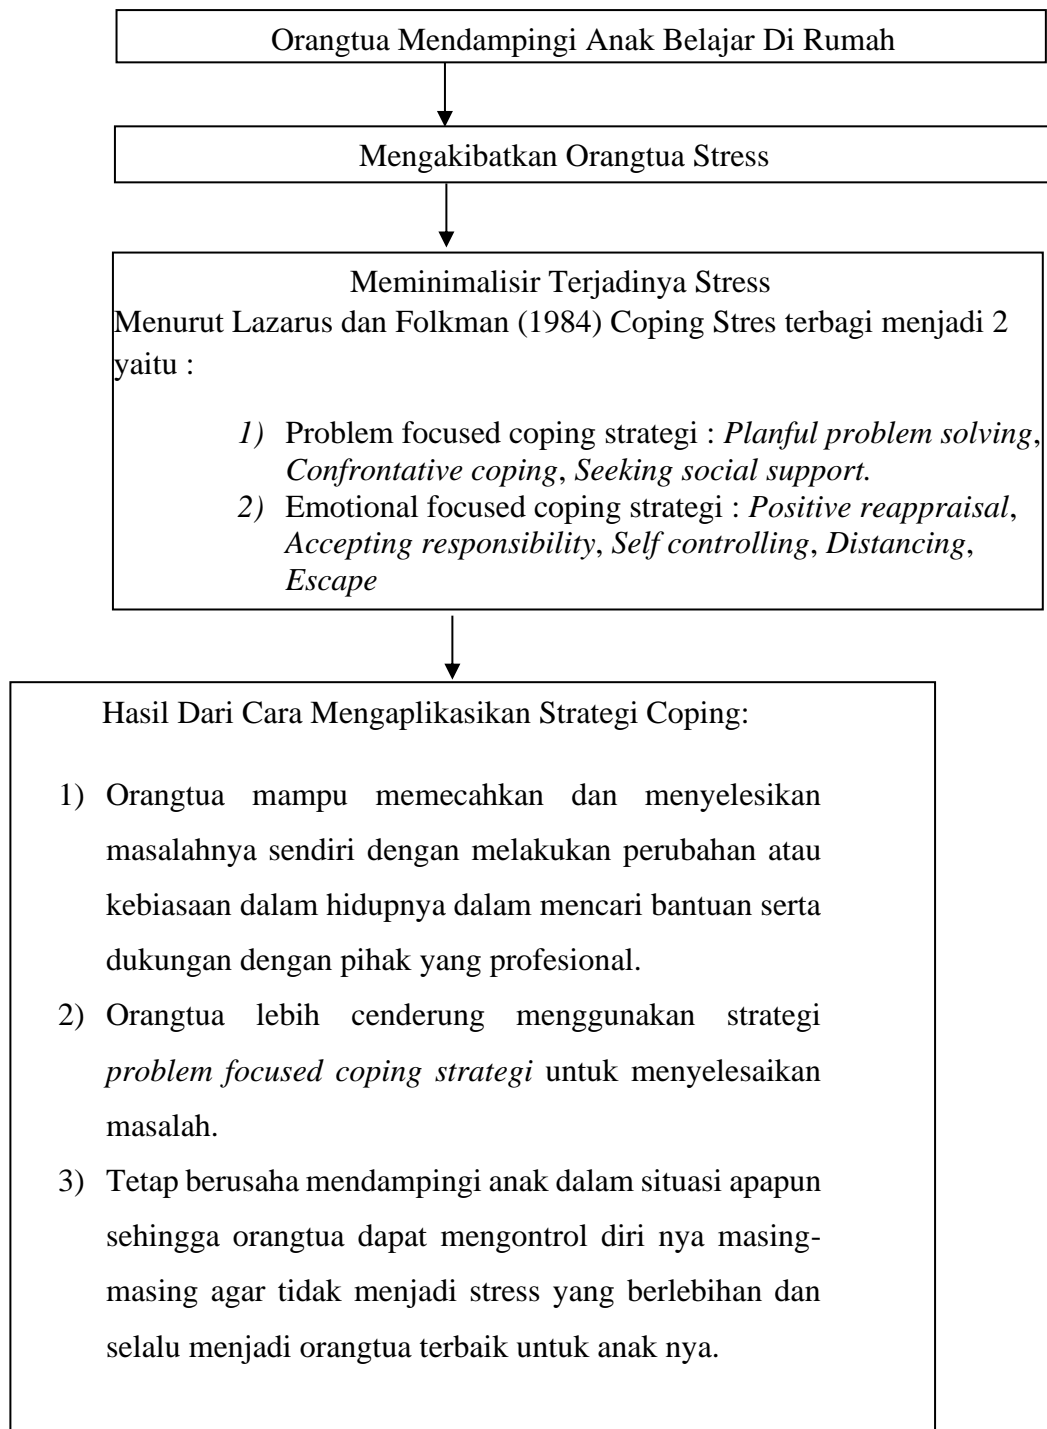 Orangtua Mendampingi Anak Belajar Di Rumah
Mengakibatkan Orangtua Stress
Meminimalisir Terjadinya Stress
Menurut Lazarus dan Folkman (1984) Coping Stres terbagi menjadi 2
yaitu :
1) Problem focused coping strategi : Planful problem solving,
Confrontative coping, Seeking social support.
2) Emotional focused coping strategi : Positive reappraisal,
Accepting responsibility, Self controlling, Distancing,
Escape
Hasil Dari Cara Mengaplikasikan Strategi Coping:
1) Orangtua mampu memecahkan dan menyelesikan
masalahnya sendiri dengan melakukan perubahan atau
kebiasaan dalam hidupnya dalam mencari bantuan serta
dukungan dengan pihak yang profesional.
2) Orangtua lebih cenderung menggunakan strategi
problem focused coping strategi untuk menyelesaikan
masalah.
3) Tetap berusaha mendampingi anak dalam situasi apapun
sehingga orangtua dapat mengontrol diri nya masing-
masing agar tidak menjadi stress yang berlebihan dan
selalu menjadi orangtua terbaik untuk anak nya.